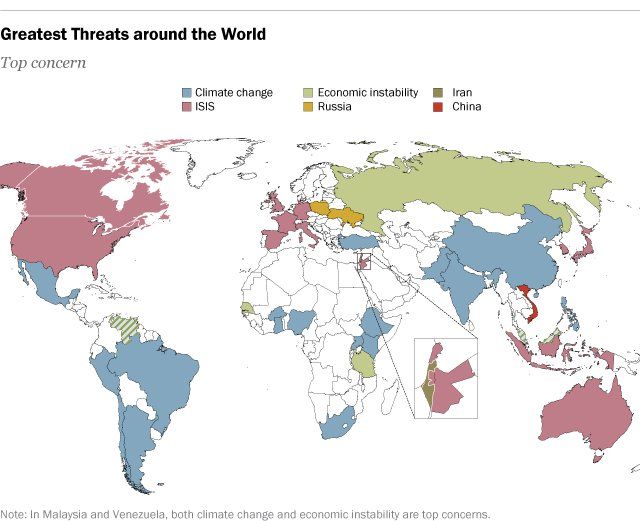 Greatest Threats around the World
Top concern
Climate change Economic instability Iran
ISIS Russia China
Note: In Malaysia and Venezuela, both climate change and economic instability are top concerns.